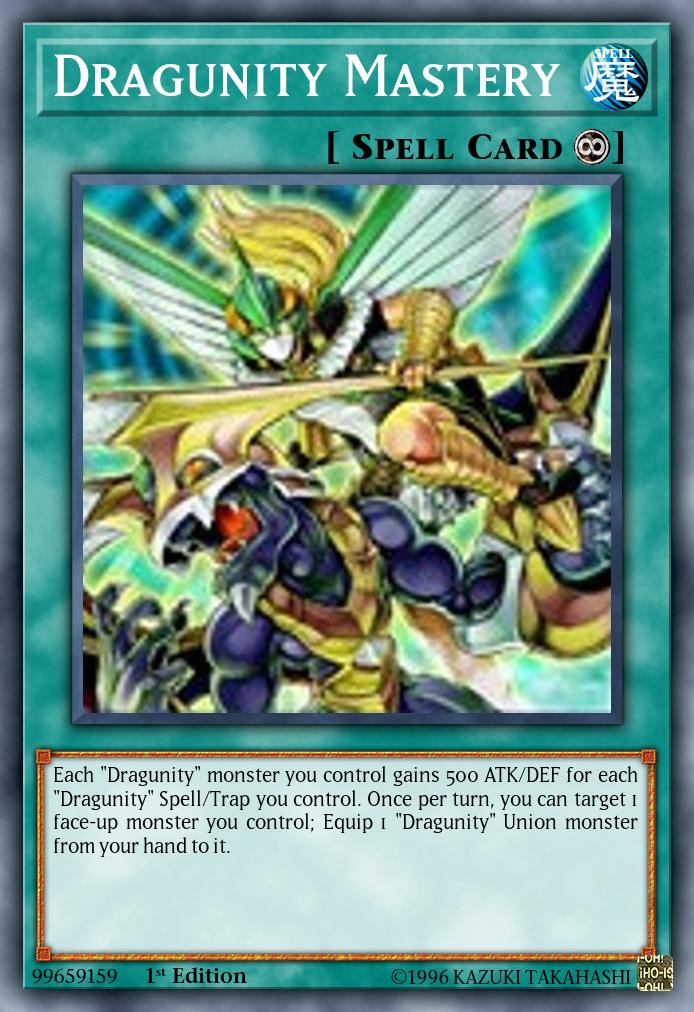 Dragunity Mastery
SPELL
魔
[ Spell Card ∞]
Each "Dragunity" monster you control gains 500 ATK/DEF for each
"Dragunity" Spell/Trap you control. Once per turn, you can target 1
face-up monster you control; Equip 1 "Dragunity" Union monster
from your hand to it.
99659159 1st Edition ©1996 KAZUKI TAKAHASHI